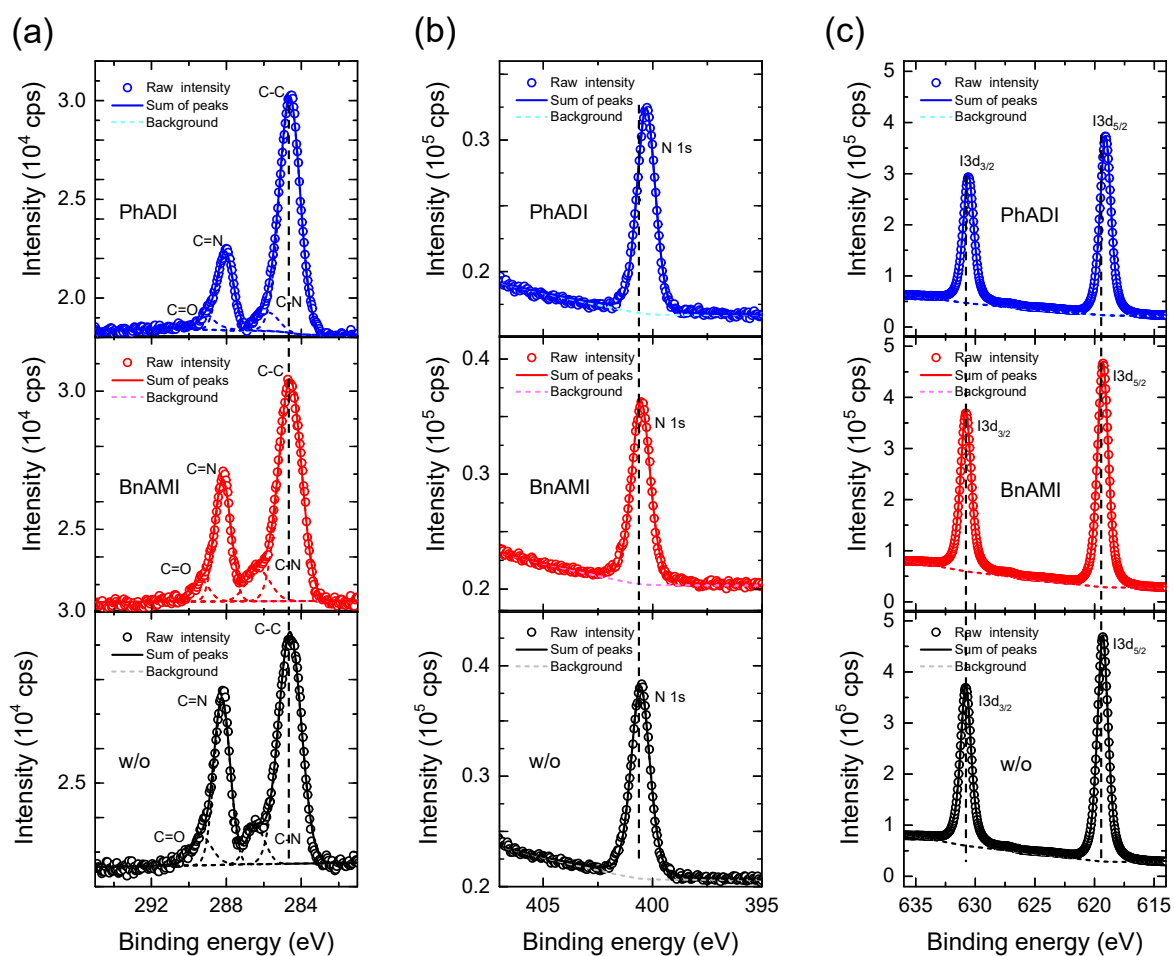 (a)
Intensity (10⁴ cps)
3.0
2.5
1.0
2.0
Raw intensity
Sum of peaks
Background
C-C
C=N
C=O
C-N
PhADI
Intensity (10⁴ cps)
3.0
2.5
3.0
Raw intensity
Sum of peaks
Background
C-C
C=N
C=O
C-N
BnAMI
Intensity (10⁴ cps)
2.5
Raw intensity
Sum of peaks
Background
C-C
C=N
C=O
C-N
w/o
292
288
284
Binding energy (eV)
(b)
Intensity (10⁵ cps)
0.3
0.2
Raw intensity
Sum of peaks
Background
N 1s
PhADI
Intensity (10⁵ cps)
0.4
0.3
0.2
Raw intensity
Sum of peaks
Background
N 1s
BnAMI
Intensity (10⁵ cps)
0.4
0.3
0.2
Raw intensity
Sum of peaks
Background
N 1s
w/o
405
400
395
Binding energy (eV)
(c)
Intensity (10⁵ cps)
5
4
3
2
1
Raw intensity
Sum of peaks
Background
I3d₃/₂
I3d₅/₂
PhADI
Intensity (10⁵ cps)
5
4
3
2
1
Raw intensity
Sum of peaks
Background
I3d₃/₂
I3d₅/₂
BnAMI
Intensity (10⁵ cps)
5
4
3
2
1
0
Raw intensity
Sum of peaks
Background
I3d₃/₂
I3d₅/₂
w/o
635
630
625
620
615
Binding energy (eV)